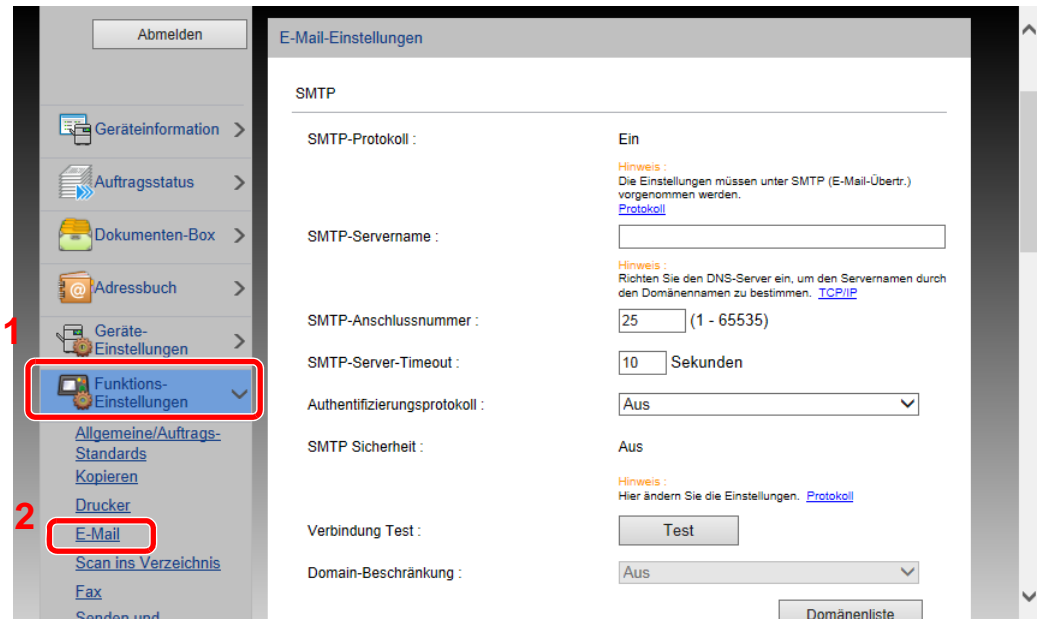 Abmelden
Geräteinformation
Auftragsstatus
Dokumenten-Box
Adressbuch
1
Geräte-
Einstellungen
Funktions-
Einstellungen
Allgemeine/Auftrags-
Standards
Kopieren
Drucker
2
E-Mail
Scan ins Verzeichnis
Fax
Senden und
E-Mail-Einstellungen
SMTP
SMTP-Protokoll : Ein
Hinweis :
Die Einstellungen müssen unter SMTP (E-Mail-Übertr.)
vorgenommen werden.
Protokoll
SMTP-Servername :
Hinweis :
Richten Sie den DNS-Server ein, um den Servernamen durch
den Domänennamen zu bestimmen. TCP/IP
SMTP-Anschlussnummer : 25 (1 - 65535)
SMTP-Server-Timeout : 10 Sekunden
Authentifizierungsprotokoll : Aus
SMTP Sicherheit : Aus
Hinweis :
Hier ändern Sie die Einstellungen. Protokoll
Verbindung Test : Test
Domain-Beschränkung : Aus
Domänenliste